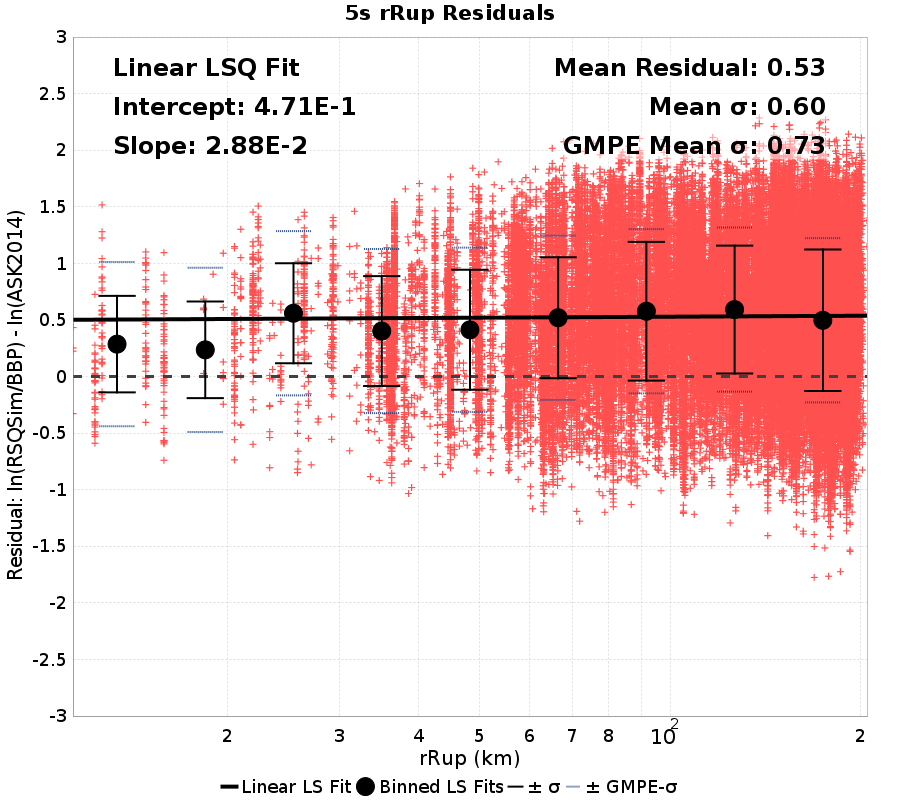 5s rRup Residuals
Linear LSQ Fit
Intercept: 4.71E-1
Slope: 2.88E-2
Mean Residual: 0.53
Mean σ: 0.60
GMPE Mean σ: 0.73
Residual: ln(RSQSim/BBP) - ln(ASK2014)
3
2.5
2
1.5
1
0.5
0
-0.5
-1
-1.5
-2
-2.5
-3
2 3 4 5 6 7 8 10² 2
rRup (km)
Linear LS Fit Binned LS Fits ± σ ± GMPE-σ